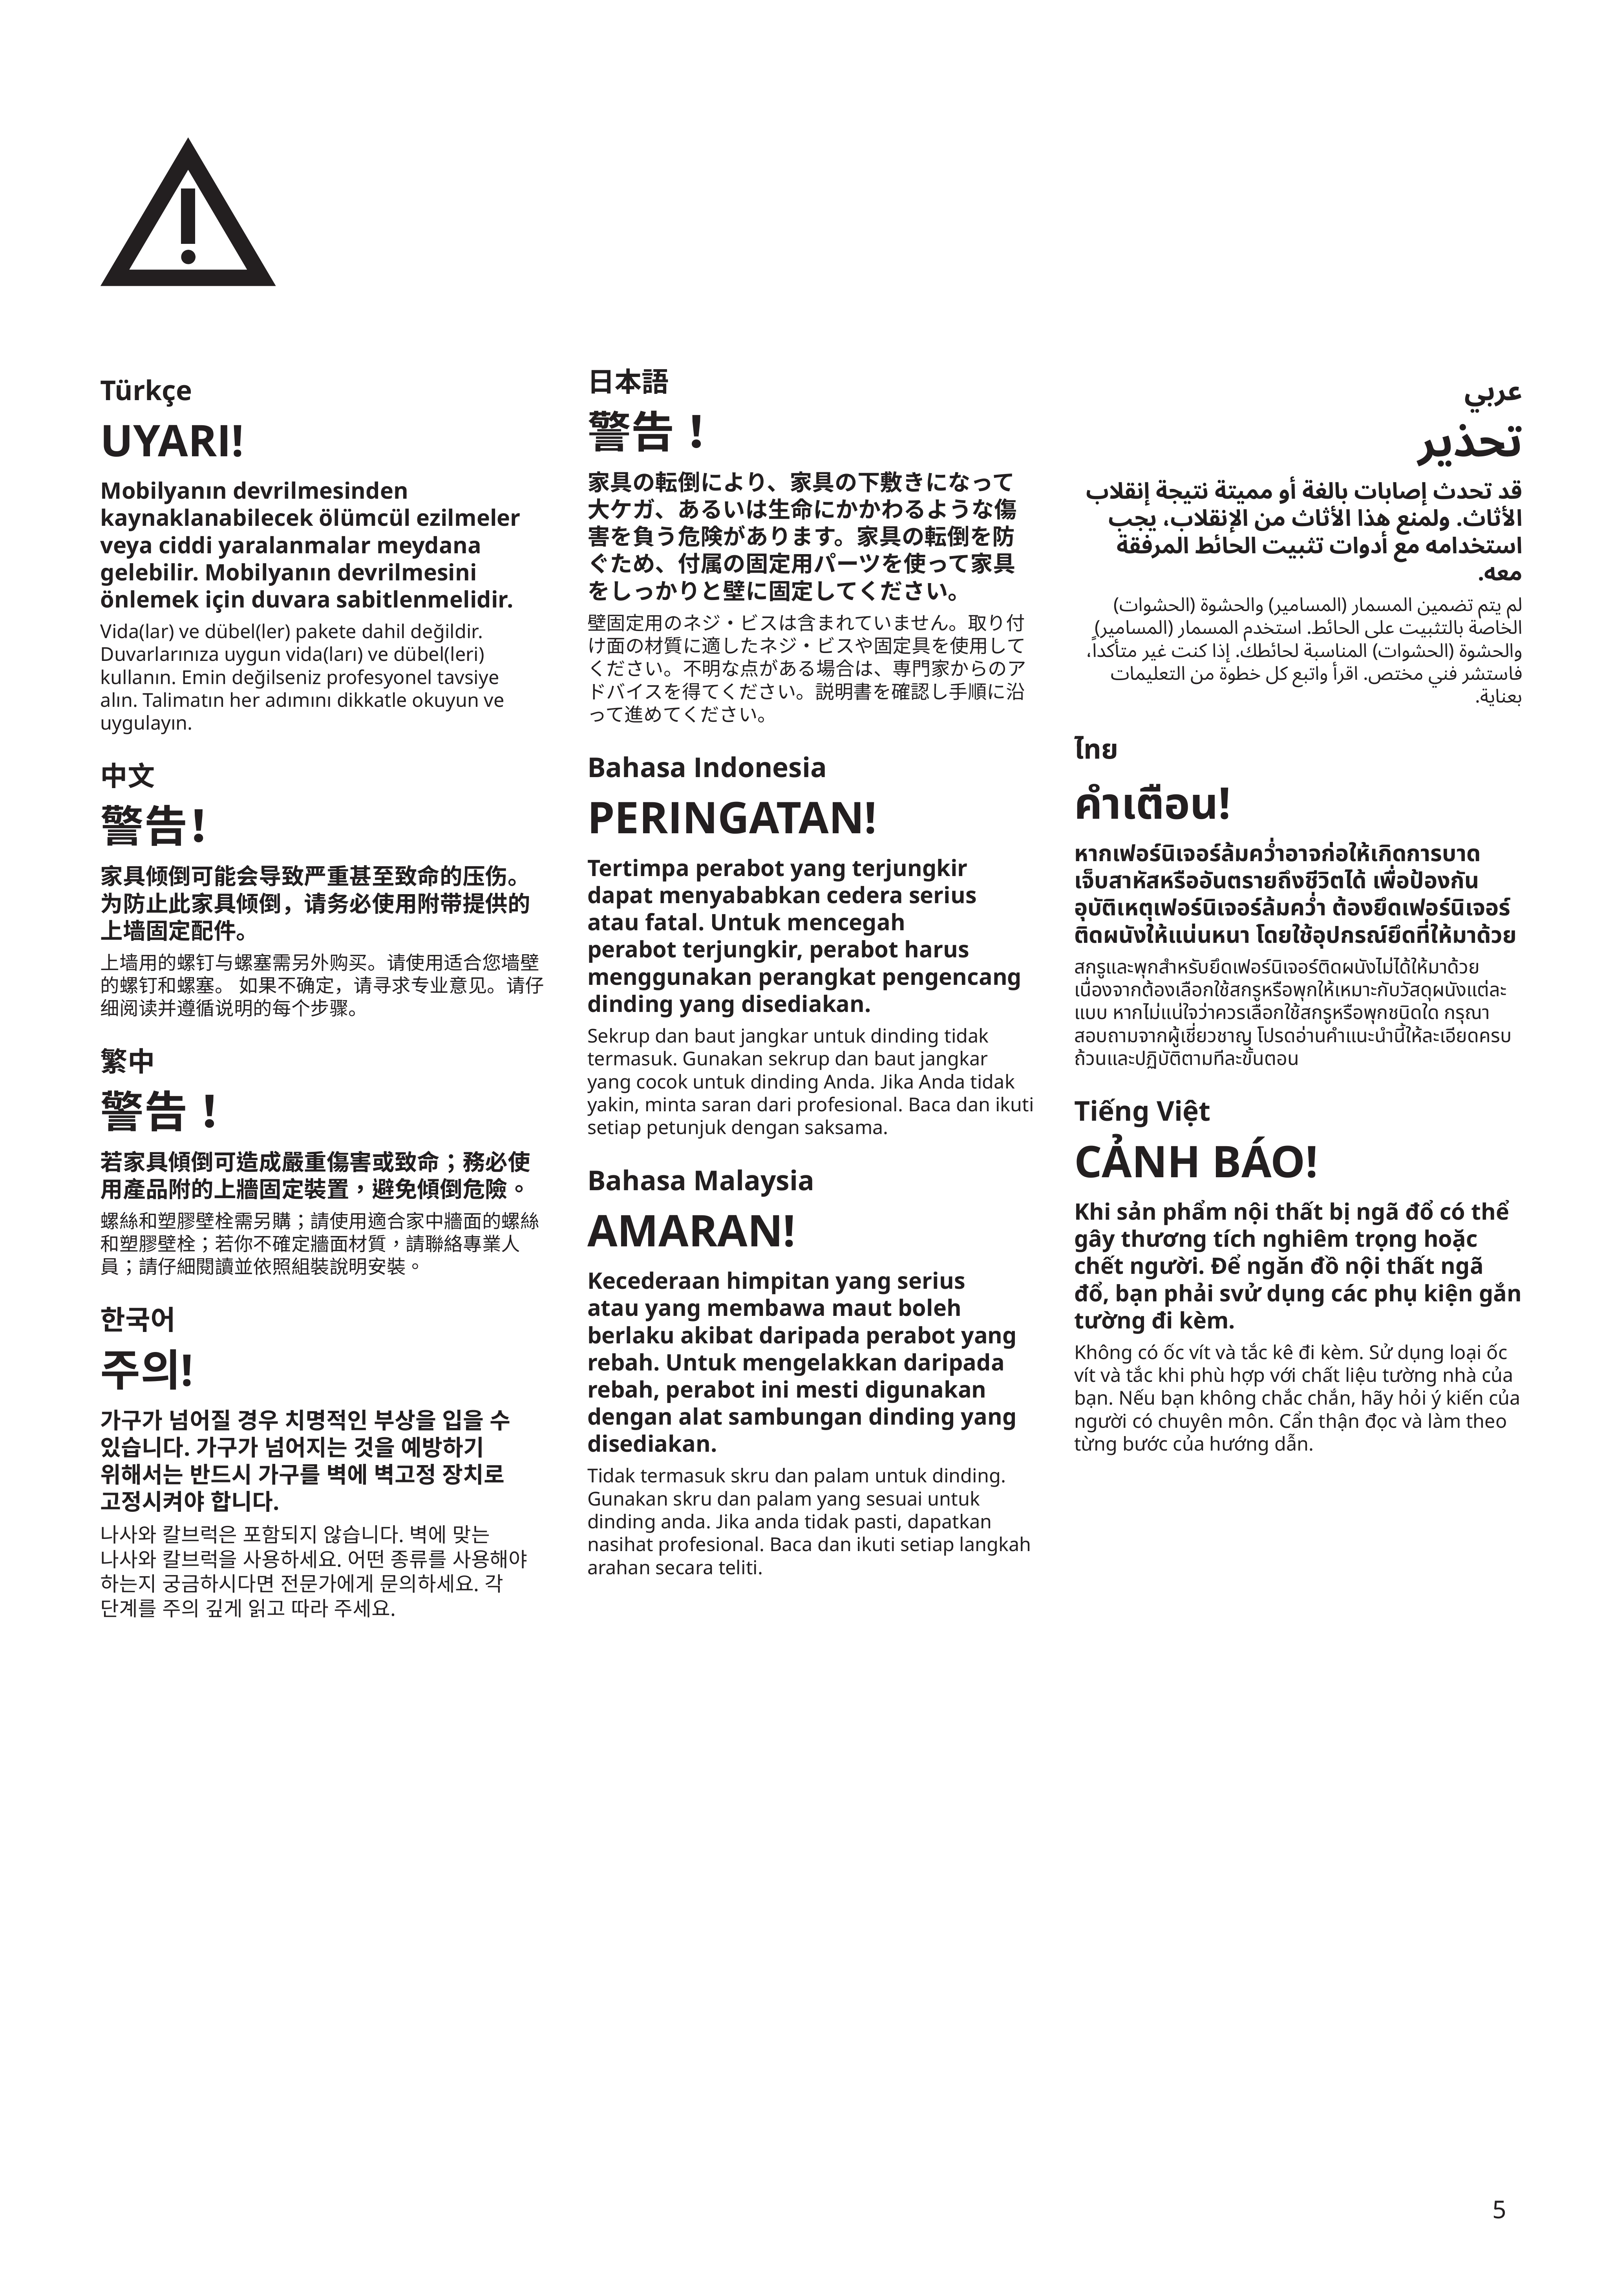 Türkçe
UYARI!
Mobilyanın devrilmesinden
kaynaklanabilecek ölümcül ezilmeler
veya ciddi yaralanmalar meydana
gelebilir. Mobilyanın devrilmesini
önlemek için duvara sabitlenmelidir.
Vida(lar) ve dübel(ler) pakete dahil değildir.
Duvarlarınıza uygun vida(ları) ve dübel(leri)
kullanın. Emin değilseniz profesyonel tavsiye
alın. Talimatın her adımını dikkatle okuyun ve
uygulayın.
中文
警告!
家具倾倒可能会导致严重甚至致命的压伤。
为防止此家具倾倒，请务必使用附带提供的
上墙固定配件。
上墙用的螺钉与螺塞需另外购买。请使用适合您墙壁
的螺钉和螺塞。 如果不确定，请寻求专业意见。请仔
细阅读并遵循说明的每个步骤。
繁中
警告！
若家具傾倒可造成嚴重傷害或致命；務必使
用產品附的上牆固定裝置，避免傾倒危險。
螺絲和塑膠壁栓需另購；請使用適合家中牆面的螺絲
和塑膠壁栓；若你不確定牆面材質，請聯絡專業人
員；請仔細閱讀並依照組裝說明安裝。
한국어
주의!
가구가 넘어질 경우 치명적인 부상을 입을 수
있습니다. 가구가 넘어지는 것을 예방하기
위해서는 반드시 가구를 벽에 벽고정 장치로
고정시켜야 합니다.
나사와 칼브럭은 포함되지 않습니다. 벽에 맞는
나사와 칼브럭을 사용하세요. 어떤 종류를 사용해야
하는지 궁금하시다면 전문가에게 문의하세요. 각
단계를 주의 깊게 읽고 따라 주세요.
日本語
警告！
家具の転倒により、家具の下敷きになって
大ケガ、あるいは生命にかかわるような傷
害を負う危険があります。家具の転倒を防
ぐため、付属の固定用パーツを使って家具
をしっかりと壁に固定してください。
壁固定用のネジ・ビスは含まれていません。取り付
け面の材質に適したネジ・ビスや固定具を使用して
ください。不明な点がある場合は、専門家からのア
ドバイスを得てください。説明書を確認し手順に沿
って進めてください。
Bahasa Indonesia
PERINGATAN!
Tertimpa perabot yang terjungkir
dapat menyababkan cedera serius
atau fatal. Untuk mencegah
perabot terjungkir, perabot harus
menggunakan perangkat pengencang
dinding yang disediakan.
Sekrup dan baut jangkar untuk dinding tidak
termasuk. Gunakan sekrup dan baut jangkar
yang cocok untuk dinding Anda. Jika Anda tidak
yakin, minta saran dari profesional. Baca dan ikuti
setiap petunjuk dengan saksama.
Bahasa Malaysia
AMARAN!
Kecederaan himpitan yang serius
atau yang membawa maut boleh
berlaku akibat daripada perabot yang
rebah. Untuk mengelakkan daripada
rebah, perabot ini mesti digunakan
dengan alat sambungan dinding yang
disediakan.
Tidak termasuk skru dan palam untuk dinding.
Gunakan skru dan palam yang sesuai untuk
dinding anda. Jika anda tidak pasti, dapatkan
nasihat profesional. Baca dan ikuti setiap langkah
arahan secara teliti.
عربي
تحذير
قد تحدث إصابات بالغة أو مميتة نتيجة إنقلاب
الأثاث. ولمنع هذا الأثاث من الإنقلاب، يجب
استخدامه مع أدوات تثبيت الحائط المرفقة
معه.
لم يتم تضمين المسمار (المسامير) والحشوة (الحشوات)
الخاصة بالتثبيت على الحائط. استخدم المسمار (المسامير)
والحشوة (الحشوات) المناسبة لحائطك. إذا كنت غير متأكداً،
فاستشر فني مختص. اقرأ واتبع كل خطوة من التعليمات
بعناية.
ไทย
คำเตือน!
หากเฟอร์นิเจอร์ล้มคว่ำอาจก่อให้เกิดการบาด
เจ็บสาหัสหรืออันตรายถึงชีวิตได้ เพื่อป้องกัน
อุบัติเหตุเฟอร์นิเจอร์ล้มคว่ำ ต้องยึดเฟอร์นิเจอร์
ติดผนังให้แน่นหนา โดยใช้อุปกรณ์ยึดที่ให้มาด้วย
สกรูและพุกสำหรับยึดเฟอร์นิเจอร์ติดผนังไม่ได้ให้มาด้วย
เนื่องจากต้องเลือกใช้สกรูหรือพุกให้เหมาะกับวัสดุผนังแต่ละ
แบบ หากไม่แน่ใจว่าควรเลือกใช้สกรูหรือพุกชนิดใด กรุณา
สอบถามจากผู้เชี่ยวชาญ โปรดอ่านคำแนะนำนี้ให้ละเอียดครบ
ถ้วนและปฏิบัติตามทีละขั้นตอน
Tiếng Việt
CẢNH BÁO!
Khi sản phẩm nội thất bị ngã đổ có thể
gây thương tích nghiêm trọng hoặc
chết người. Để ngăn đồ nội thất ngã
đổ, bạn phải svử dụng các phụ kiện gắn
tường đi kèm.
Không có ốc vít và tắc kê đi kèm. Sử dụng loại ốc
vít và tắc khi phù hợp với chất liệu tường nhà của
bạn. Nếu bạn không chắc chắn, hãy hỏi ý kiến của
người có chuyên môn. Cẩn thận đọc và làm theo
từng bước của hướng dẫn.
5